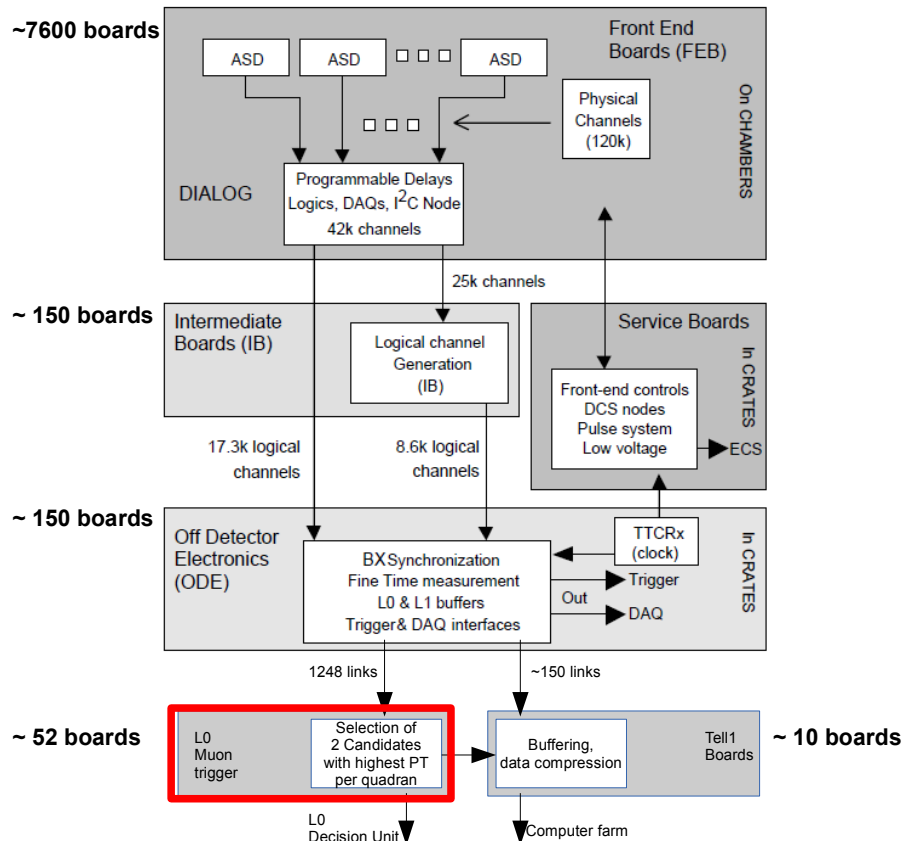 ~7600 boards
Front End
Boards (FEB)
ASD
ASD
ASD
Physical
Channels
(120k)
On CHAMBERS
DIALOG
Programmable Delays
Logics, DAQs, I²C Node
42k channels
25k channels
~ 150 boards
Intermediate
Boards (IB)
Logical channel
Generation
(IB)
Service Boards
Front-end controls
DCS nodes
Pulse system
Low voltage
ECS
In CRATES
17.3k logical
channels
8.6k logical
channels
~ 150 boards
Off Detector
Electronics
(ODE)
BXSynchronization
Fine Time measurement
L0 & L1 buffers
Trigger& DAQ interfaces
TTCRx
(clock)
Out
Trigger
DAQ
In CRATES
1248 links
~150 links
~ 52 boards
L0
Muon
trigger
Selection of
2 Candidates
with highest PT
per quadran
Buffering,
data compression
Tell1
Boards
~ 10 boards
L0
Decision Unit
Computer farm